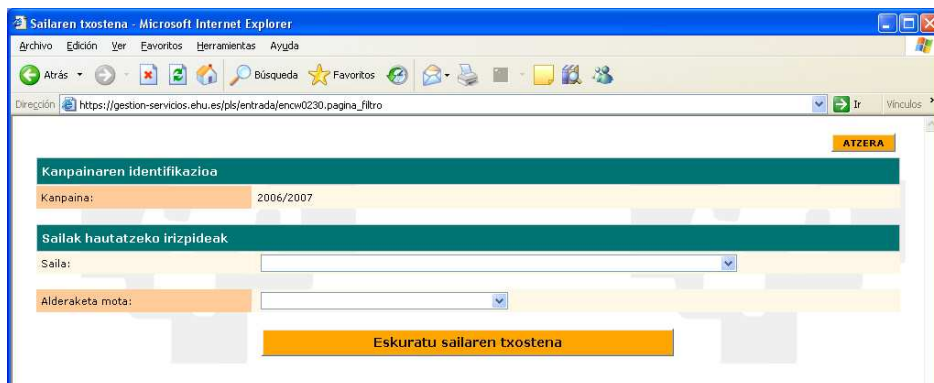 Sailaren txostena - Microsoft Internet Explorer
Archivo Edición Ver Favoritos Herramientas Ayuda
Atrás Búsqueda Favoritos
Dirección https://gestion-servicios.ehu.es/pls/entrada/encw0230.pagina_filtro Ir Vínculos
ATZERA
Kanpainaren identifikazioa
Kanpaina: 2006/2007
Sailak hautatzeko irizpideak
Saila:
Alderaketa mota:
Eskuratu sailaren txostena